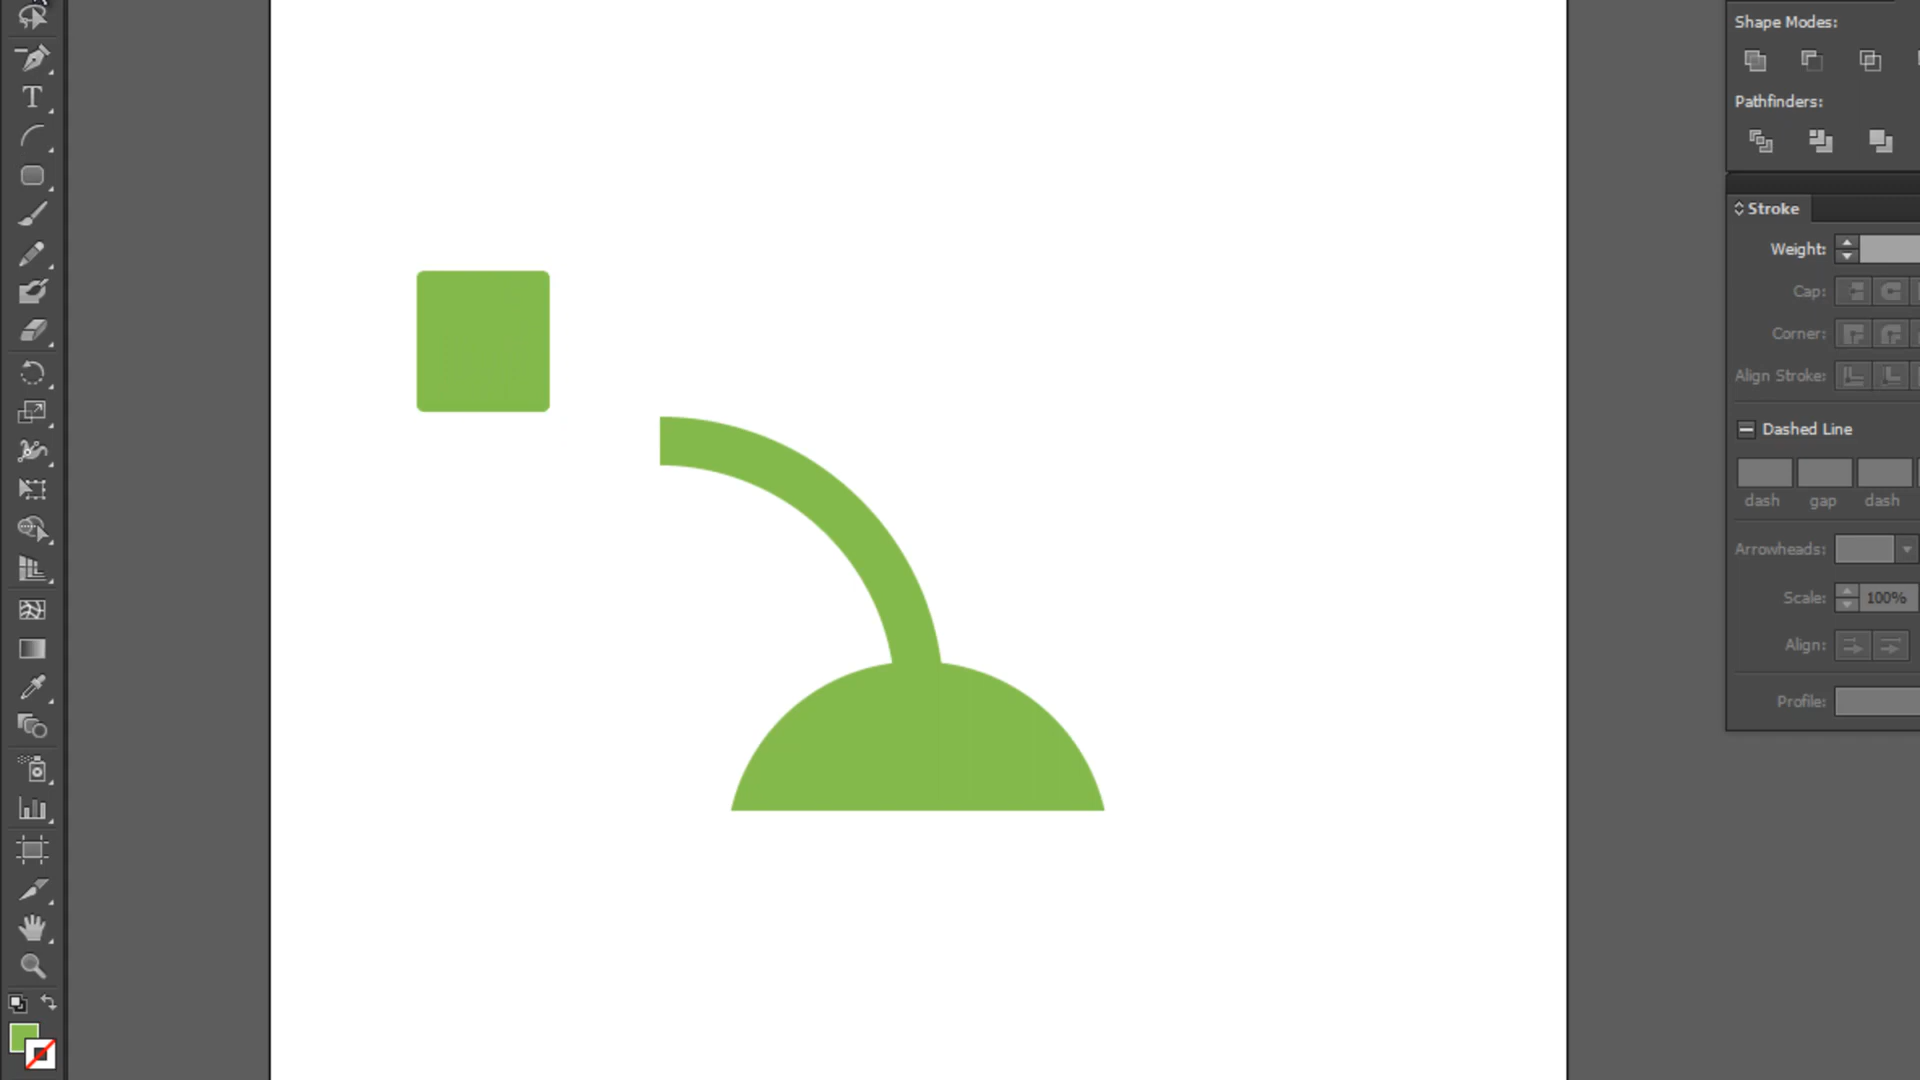 Shape Modes:
Pathfinders:
Stroke
Weight:
Cap:
Corner:
Align Stroke:
Dashed Line
dash gap dash
Arrowheads:
Scale: 100%
Align:
Profile: